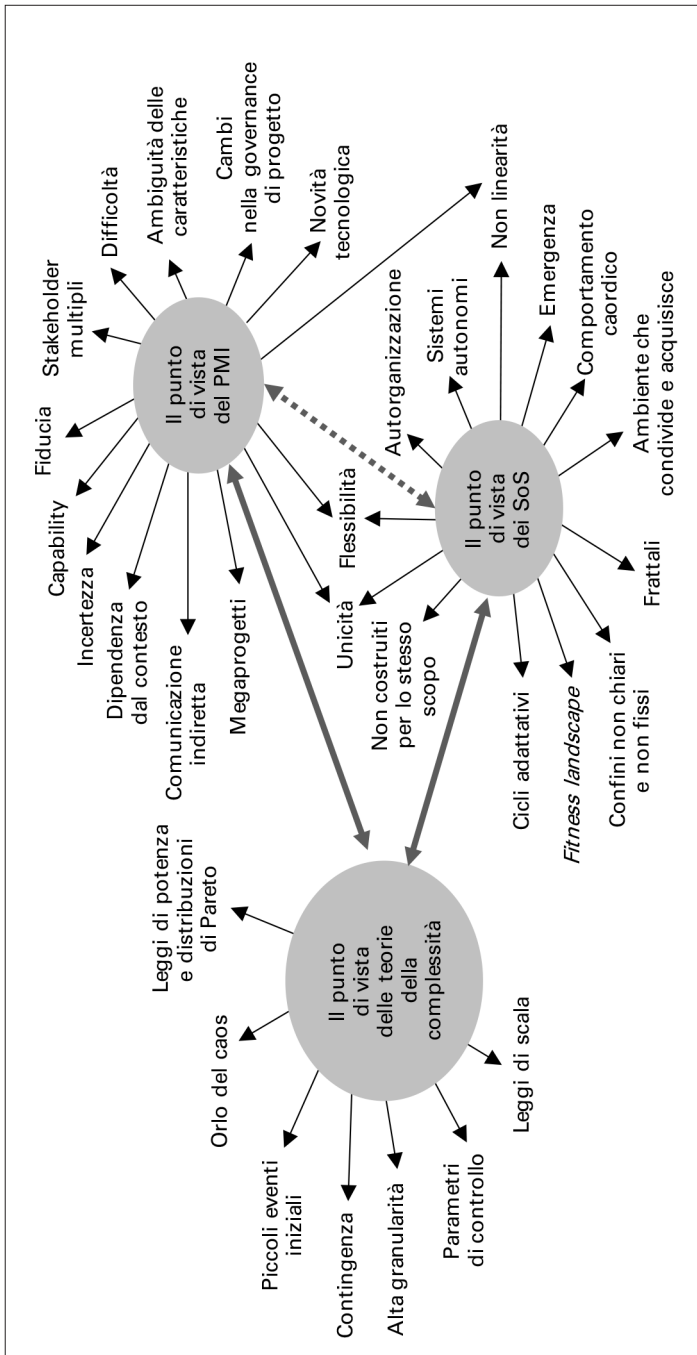 Leggi di potenza
e distribuzioni
di Pareto
Orlo del caos
Piccoli eventi
iniziali
Contingenza
Alta granularità
Parametri
di controllo
Leggi di scala
Il punto
di vista
delle teorie
della
complessità
Stakeholder
multipli
Difficoltà
Ambiguità delle
caratteristiche
Cambi
nella governance
di progetto
Novità
tecnologica
Fiducia
Capability
Incertezza
Dipendenza
dal contesto
Comunicazione
indiretta
Megaprogetti
Il punto
di vista
del PMI
Unicità
Flessibilità
Autorganizzazione
Sistemi
autonomi
Non linearità
Emergenza
Comportamento
caordico
Ambiente che
condivide e acquisisce
Frattali
Confini non chiari
e non fissi
Fitness landscape
Cicli adattativi
Non costruiti
per lo stesso
scopo
Il punto
di vista
dei SoS